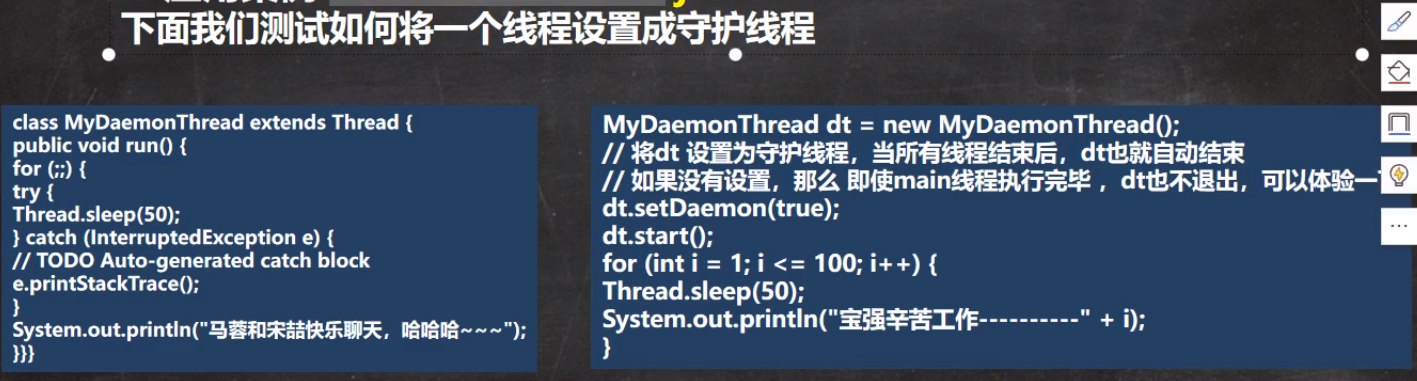 下面我们测试如何将一个线程设置成守护线程
class MyDaemonThread extends Thread {
public void run() {
for (;;) {
try {
Thread.sleep(50);
} catch (InterruptedException e) {
// TODO Auto-generated catch block
e.printStackTrace();
}
System.out.println("马蓉和宋喆快乐聊天，哈哈哈~~~");
}}}
MyDaemonThread dt = new MyDaemonThread();
// 将dt 设置为守护线程，当所有线程结束后，dt也就自动结束
// 如果没有设置，那么 即使main线程执行完毕 ，dt也不退出，可以体验一
dt.setDaemon(true);
dt.start();
for (int i = 1; i <= 100; i++) {
Thread.sleep(50);
System.out.println("宝强辛苦工作----------" + i);
}